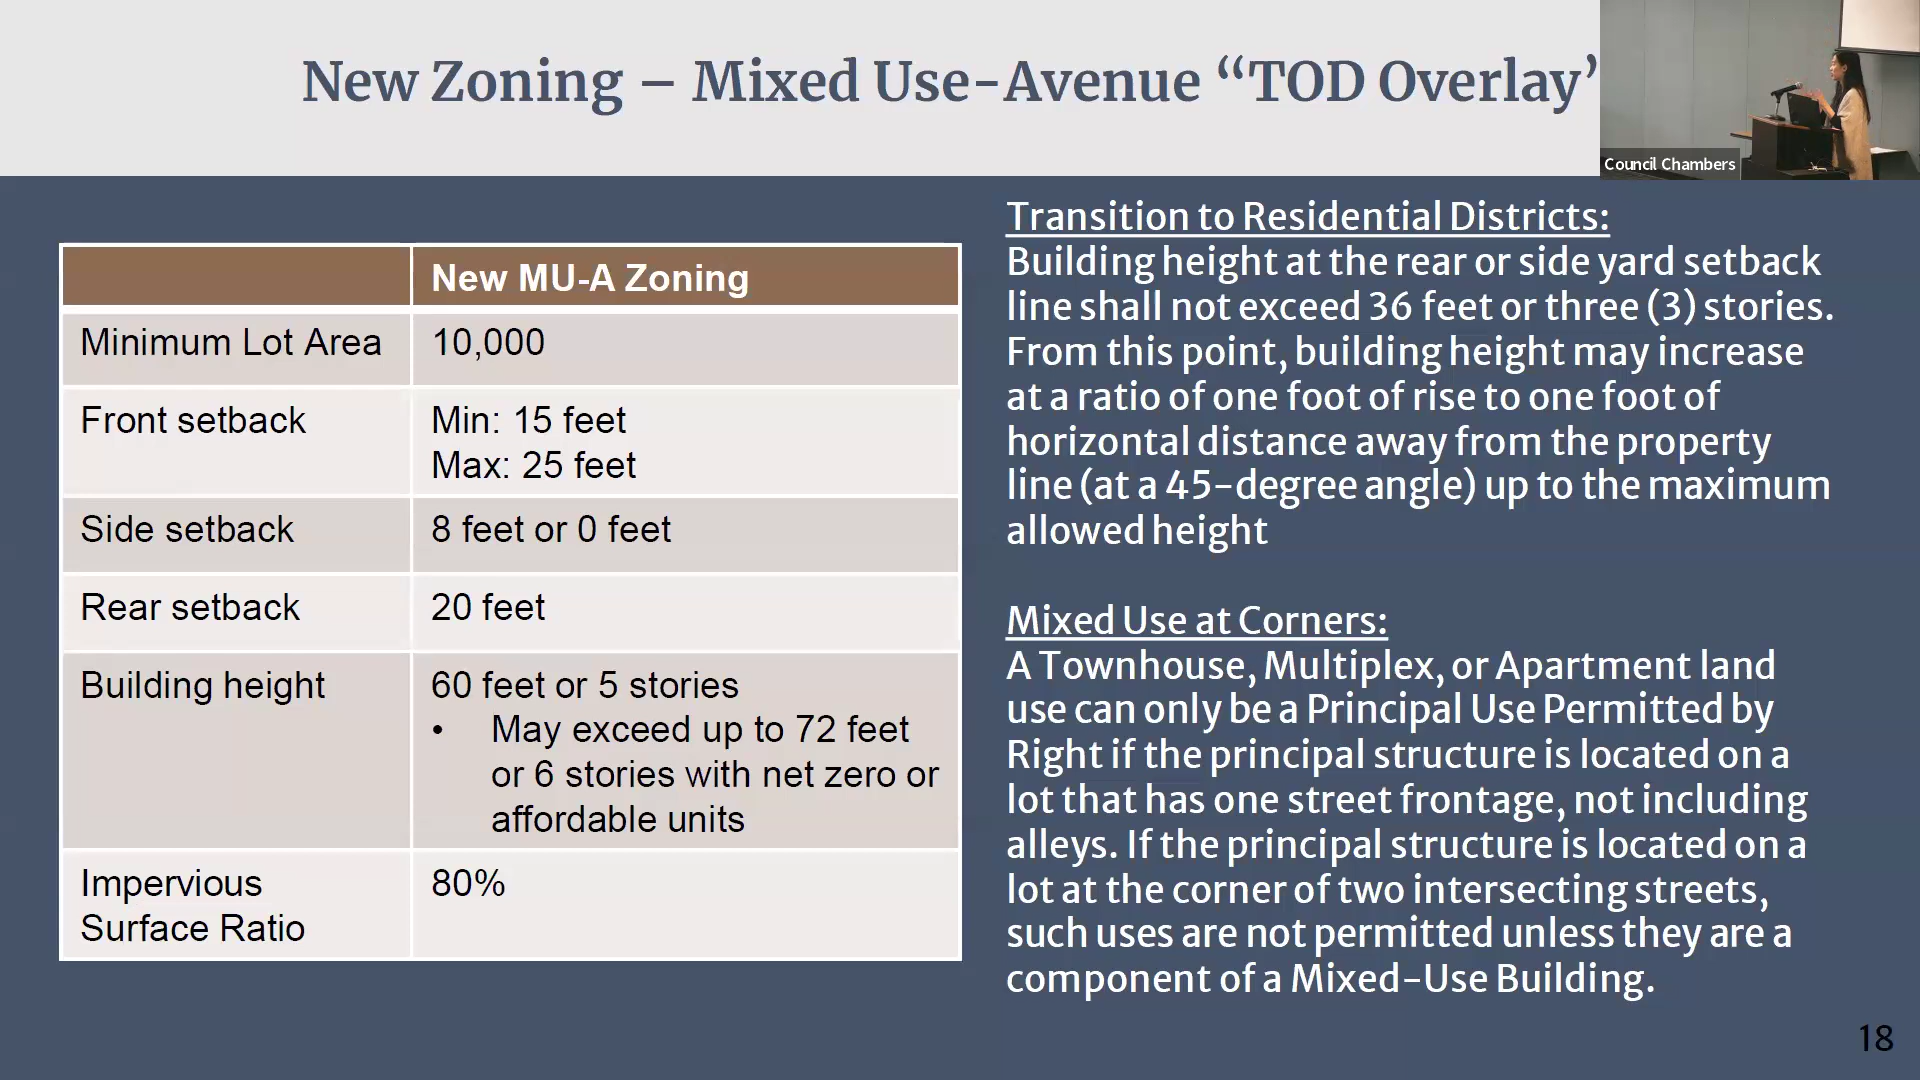 New Zoning – Mixed Use-Avenue “TOD Overlay’
Council Chambers
New MU-A Zoning
Minimum Lot Area
10,000
Front setback
Min: 15 feet
Max: 25 feet
Side setback
8 feet or 0 feet
Rear setback
20 feet
Building height
60 feet or 5 stories
• May exceed up to 72 feet
or 6 stories with net zero or
affordable units
Impervious
Surface Ratio
80%
Transition to Residential Districts:
Building height at the rear or side yard setback
line shall not exceed 36 feet or three (3) stories.
From this point, building height may increase
at a ratio of one foot of rise to one foot of
horizontal distance away from the property
line (at a 45-degree angle) up to the maximum
allowed height
Mixed Use at Corners:
A Townhouse, Multiplex, or Apartment land
use can only be a Principal Use Permitted by
Right if the principal structure is located on a
lot that has one street frontage, not including
alleys. If the principal structure is located on a
lot at the corner of two intersecting streets,
such uses are not permitted unless they are a
component of a Mixed-Use Building.
18